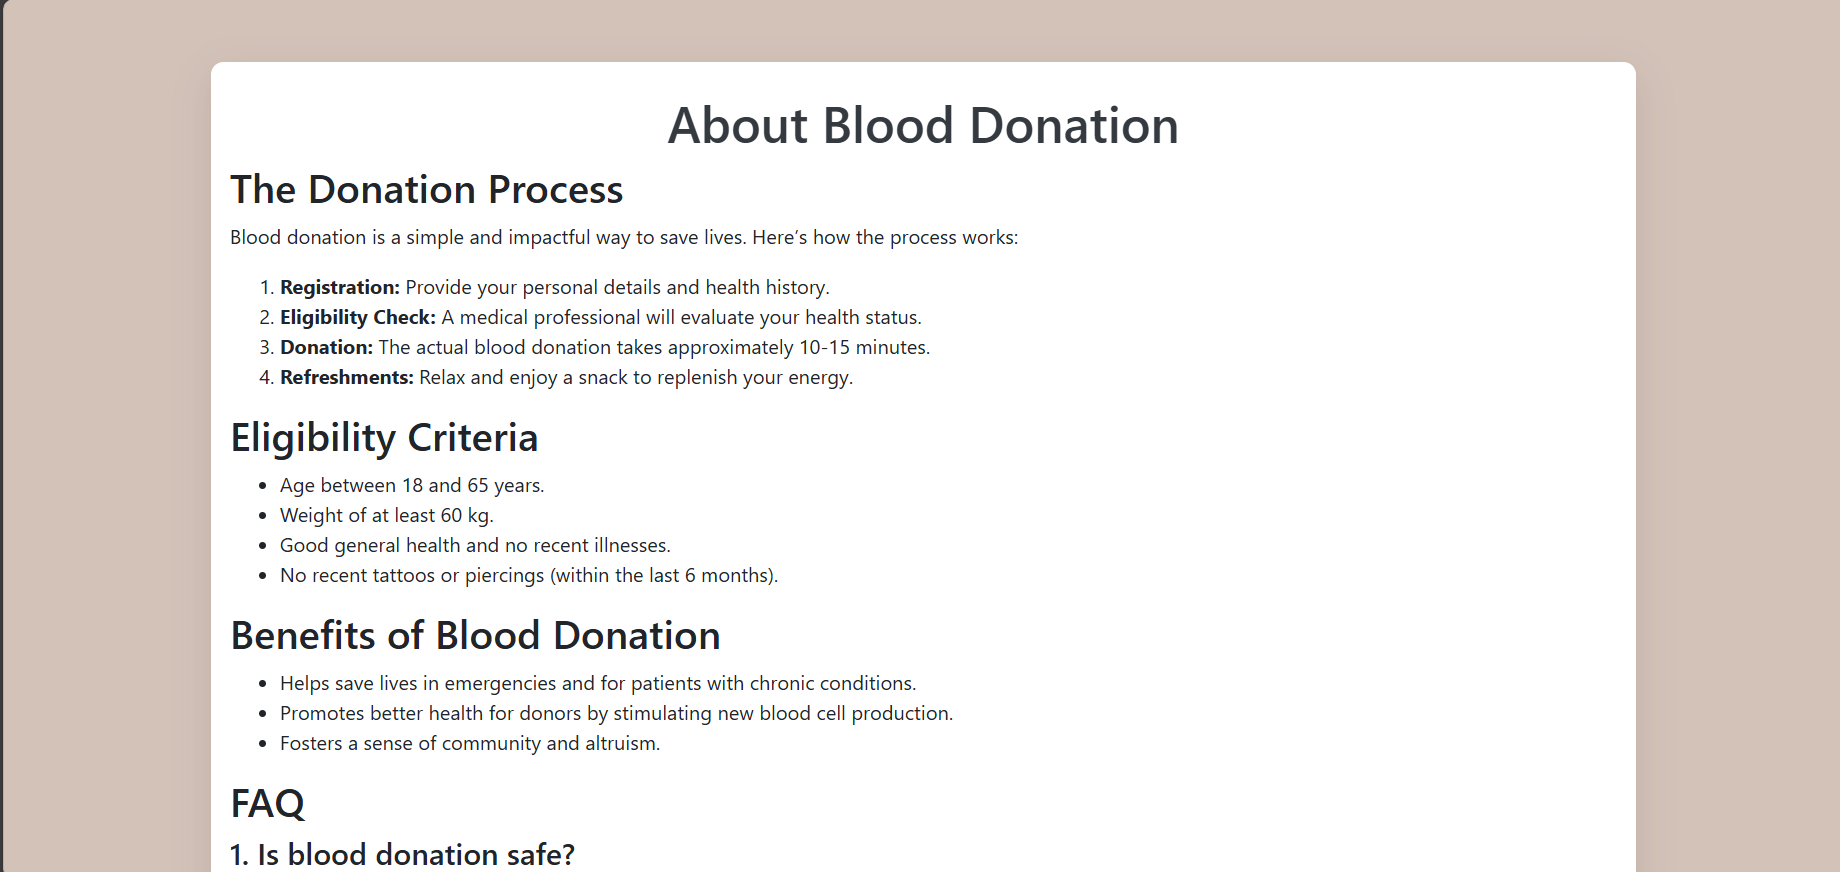 About Blood Donation
The Donation Process
Blood donation is a simple and impactful way to save lives. Here’s how the process works:
1. Registration: Provide your personal details and health history.
2. Eligibility Check: A medical professional will evaluate your health status.
3. Donation: The actual blood donation takes approximately 10-15 minutes.
4. Refreshments: Relax and enjoy a snack to replenish your energy.
Eligibility Criteria
• Age between 18 and 65 years.
• Weight of at least 60 kg.
• Good general health and no recent illnesses.
• No recent tattoos or piercings (within the last 6 months).
Benefits of Blood Donation
• Helps save lives in emergencies and for patients with chronic conditions.
• Promotes better health for donors by stimulating new blood cell production.
• Fosters a sense of community and altruism.
FAQ
1. Is blood donation safe?